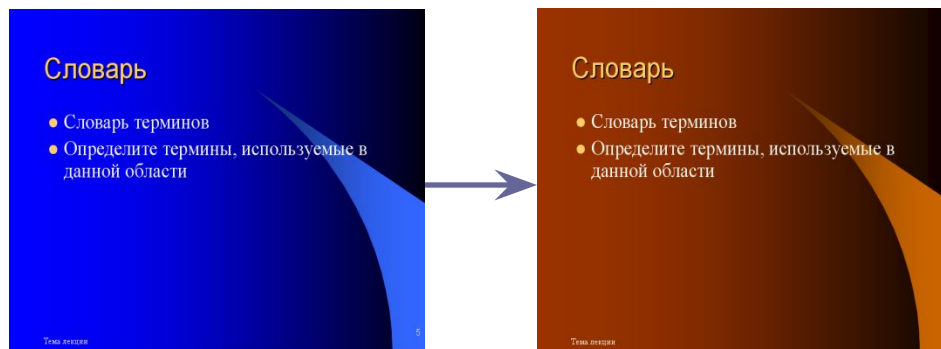 Словарь
Словарь терминов
Определите термины, используемые в
данной области
Тема лекции
5
Словарь
Словарь терминов
Определите термины, используемые в
данной области
Тема лекции